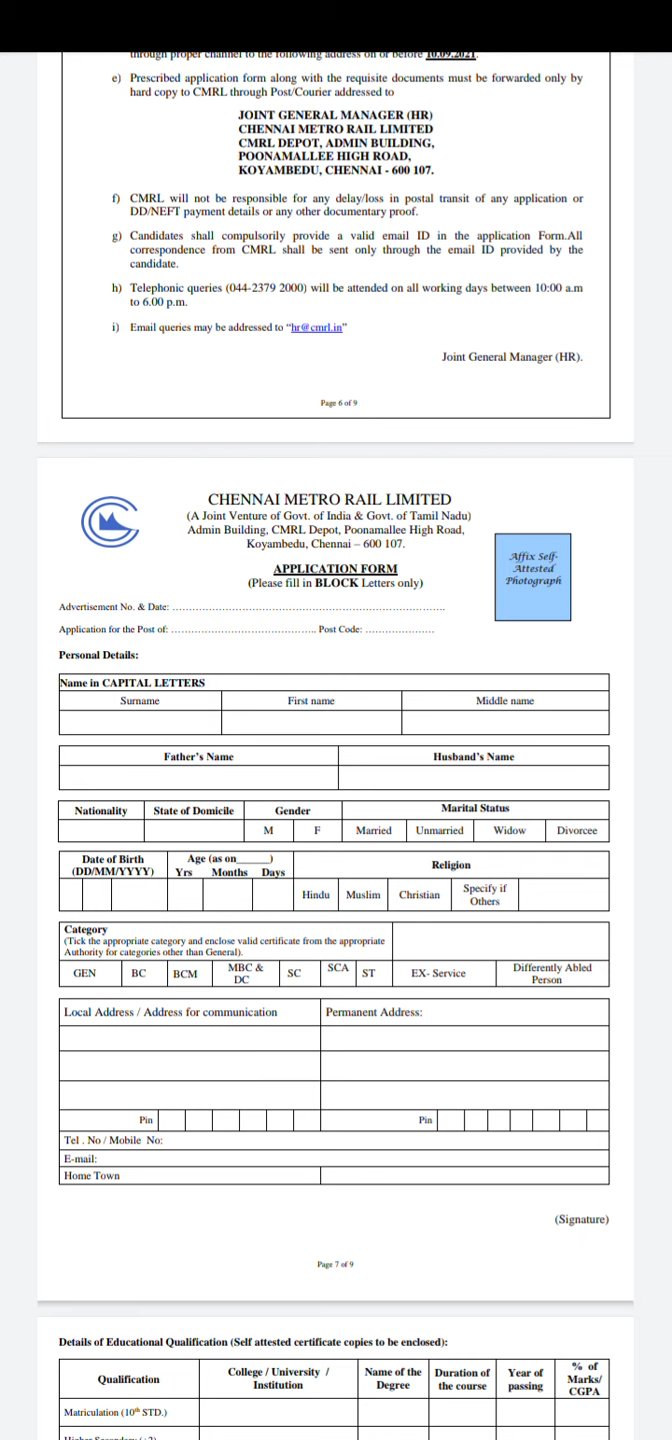 through proper channel to the following address on or before 10.09.2021.
e) Prescribed application form along with the requisite documents must be forwarded only by
hard copy to CMRL through Post/Courier addressed to
JOINT GENERAL MANAGER (HR)
CHENNAI METRO RAIL LIMITED
CMRL DEPOT, ADMIN BUILDING,
POONAMALLEE HIGH ROAD,
KOYAMBEDU, CHENNAI - 600 107.
f) CMRL will not be responsible for any delay/loss in postal transit of any application or
DD/NEFT payment details or any other documentary proof.
g) Candidates shall compulsorily provide a valid email ID in the application Form.All
correspondence from CMRL shall be sent only through the email ID provided by the
candidate.
h) Telephonic queries (044-2379 2000) will be attended on all working days between 10:00 a.m
to 6.00 p.m.
i) Email queries may be addressed to “hr@cmrl.in”
Joint General Manager (HR).
Page 6 of 9
CHENNAI METRO RAIL LIMITED
(A Joint Venture of Govt. of India & Govt. of Tamil Nadu)
Admin Building, CMRL Depot, Poonamallee High Road,
Koyambedu, Chennai – 600 107.
Affix Self-
Attested
Photograph
APPLICATION FORM
(Please fill in BLOCK Letters only)
Advertisement No. & Date: ....................................................................................
Application for the Post of: ............................................. Post Code: .....................
Personal Details:
Name in CAPITAL LETTERS
Surname First name Middle name
Father’s Name Husband’s Name
Nationality State of Domicile Gender Marital Status
M F Married Unmarried Widow Divorcee
Date of Birth Age (as on______) Religion
(DD/MM/YYYY) Yrs Months Days
Hindu Muslim Christian Specify if
Others
Category
(Tick the appropriate category and enclose valid certificate from the appropriate
Authority for categories other than General).
GEN BC BCM MBC & DC SC SCA ST EX- Service Differently Abled Person
Local Address / Address for communication Permanent Address:
Pin Pin
Tel . No / Mobile No:
E-mail:
Home Town
(Signature)
Page 7 of 9
Details of Educational Qualification (Self attested certificate copies to be enclosed):
Qualification College / University / Institution Name of the Degree Duration of the course Year of passing % of Marks/ CGPA
Matriculation (10th STD.)